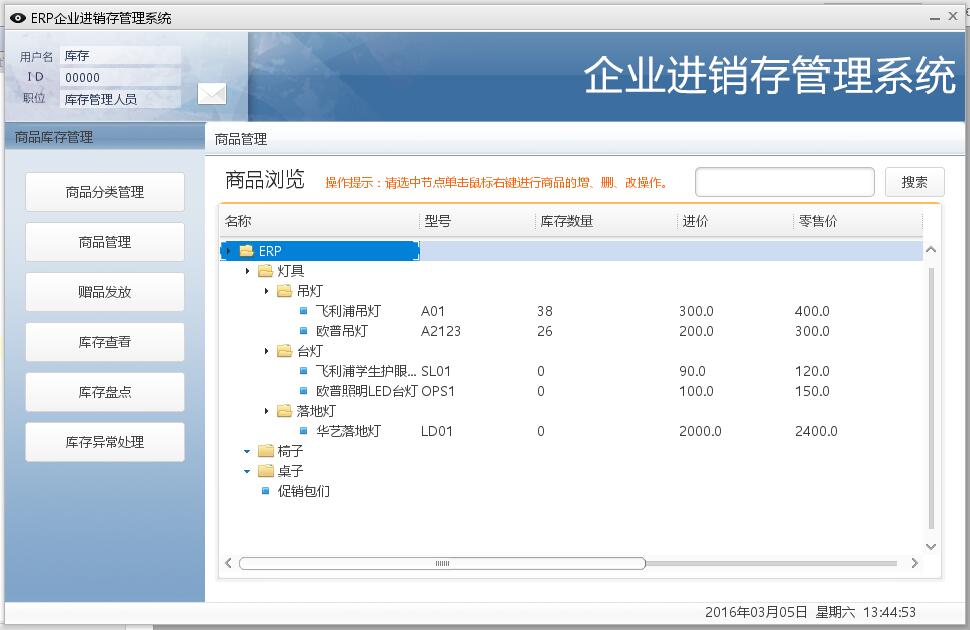 ERP企业进销存管理系统
用户名 库存
ID 00000
职位 库存管理人员
企业进销存管理系统
商品库存管理
商品管理
商品分类管理
商品管理
赠品发放
库存查看
库存盘点
库存异常处理
商品浏览 操作提示：请选中节点单击鼠标右键进行商品的增、删、改操作。 搜索
名称 型号 库存数量 进价 零售价
ERP
灯具
吊灯
飞利浦吊灯 A01 38 300.0 400.0
欧普吊灯 A2123 26 200.0 300.0
台灯
飞利浦学生护眼... SL01 0 90.0 120.0
欧普照明LED台灯 OPS1 0 100.0 150.0
落地灯
华艺落地灯 LD01 0 2000.0 2400.0
椅子
桌子
促销包们
2016年03月05日 星期六 13:44:53